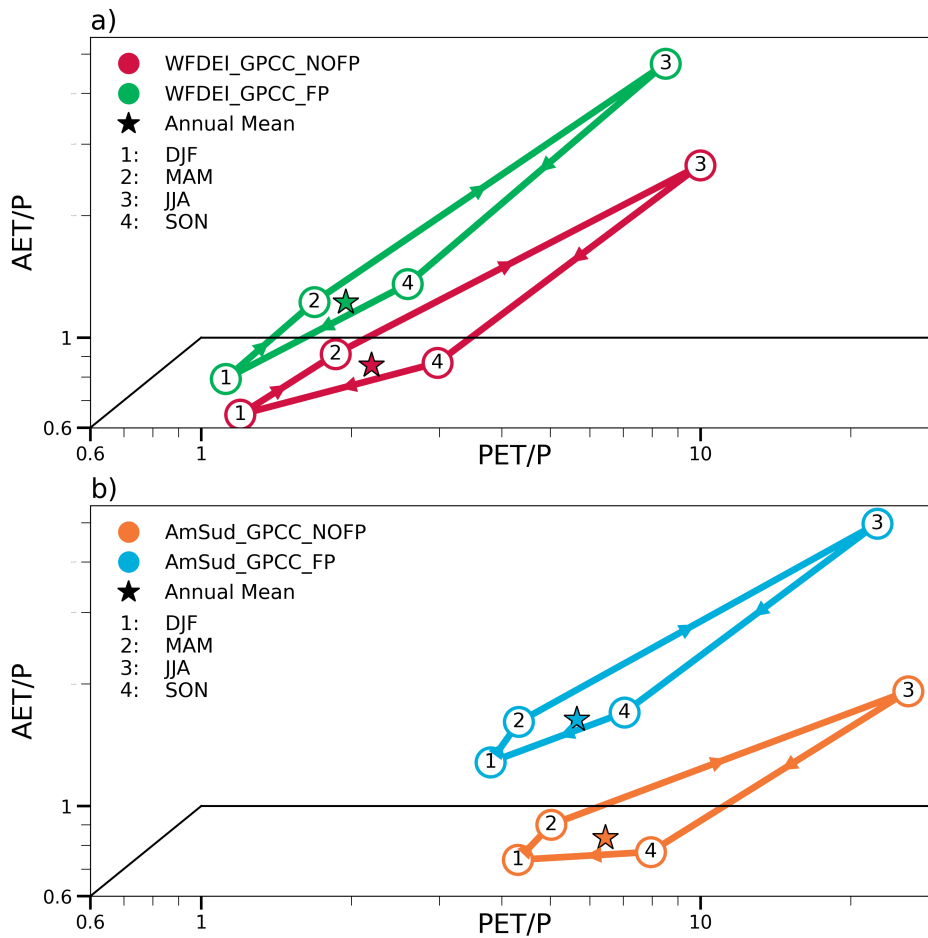 a)
WFDEI_GPCC_NOFP
WFDEI_GPCC_FP
Annual Mean
1: DJF
2: MAM
3: JJA
4: SON
3
3
4
2
2
4
1
1
AET/P
1
0.6
0.6
1
10
PET/P
b)
AmSud_GPCC_NOFP
AmSud_GPCC_FP
Annual Mean
1: DJF
2: MAM
3: JJA
4: SON
3
3
2
4
1
2
4
1
AET/P
1
0.6
0.6
1
10
PET/P